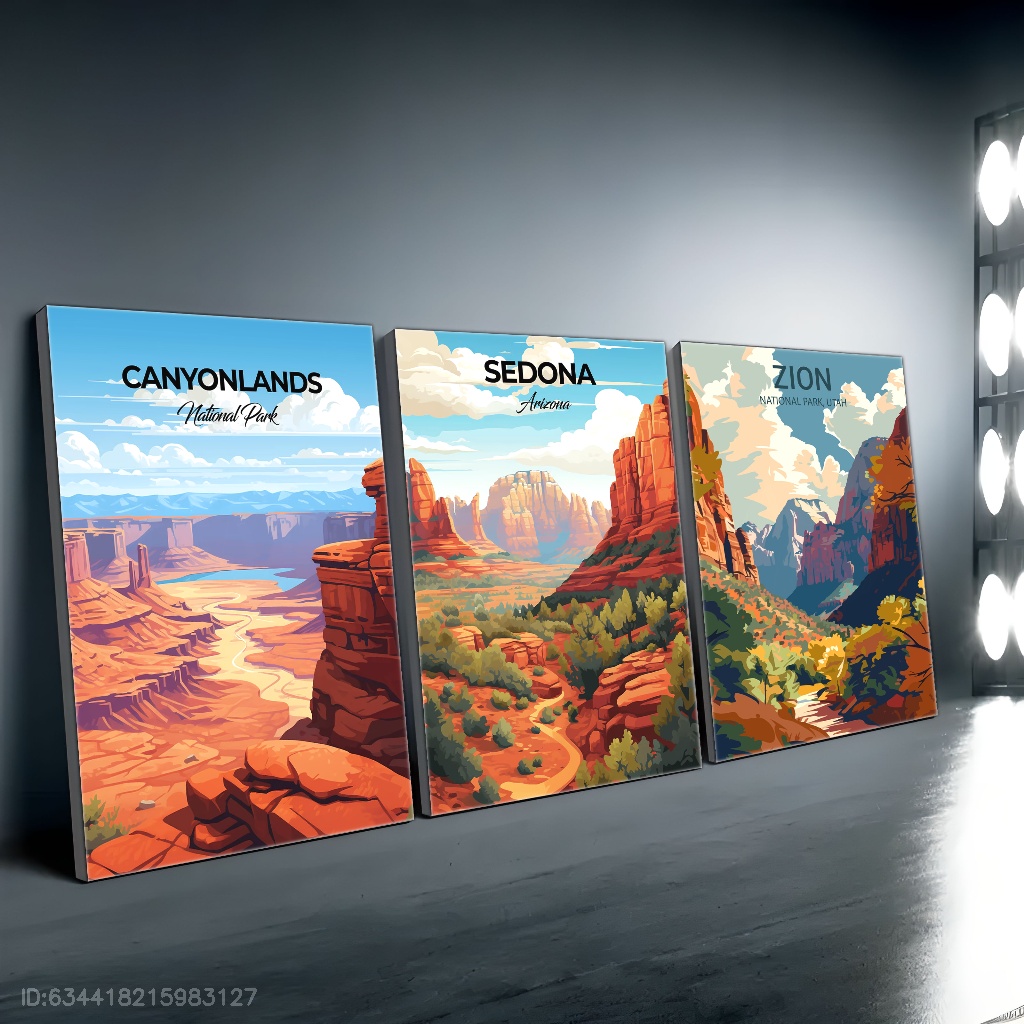 CANYONLANDS
National Park
SEDONA
Arizona
ZION
NATIONAL PARK, UTAH
ID:634418215983127